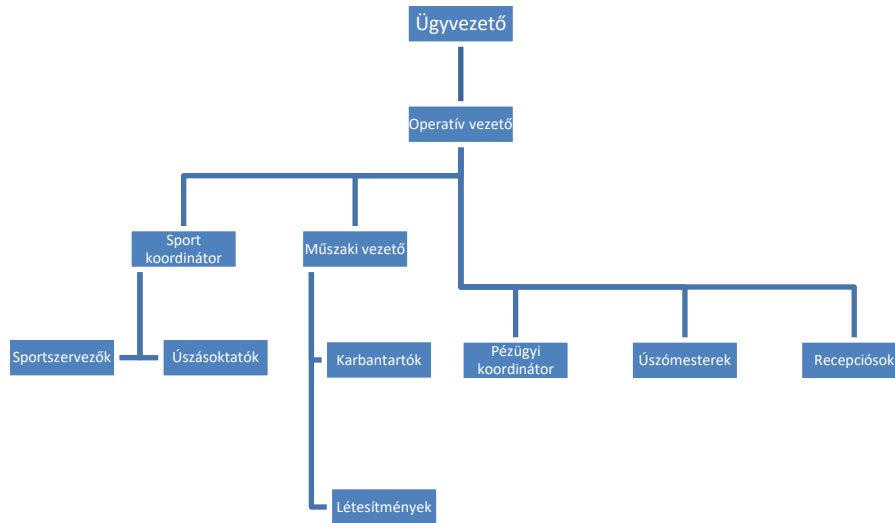 Ügyvezető
Operatív vezető
Sport
koordinátor
Műszaki vezető
Sportszervezők
Úszásoktatók
Karbantartók
Pézügyi
koordinátor
Úszómesterek
Recepciósok
Létesítmények